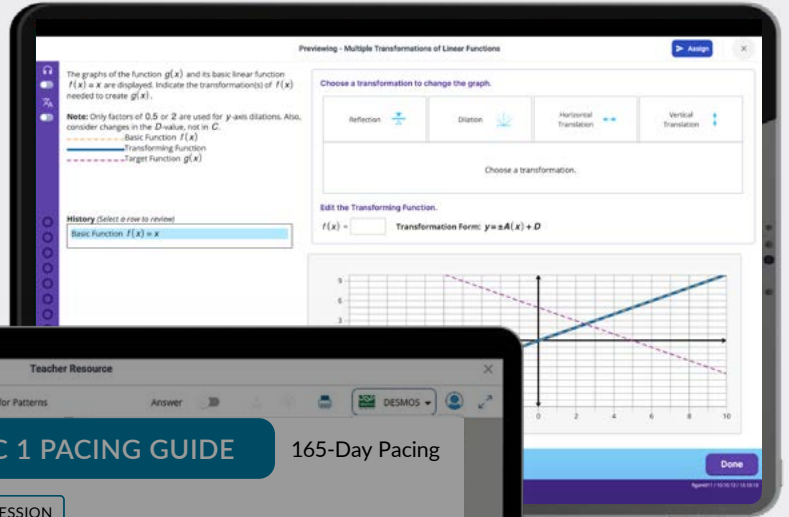 Previewing - Multiple Transformations of Linear Functions
Assign
The graphs of the function g(x) and its basic linear function
f(x) = x are displayed. Indicate the transformation(s) of f(x)
needed to create g(x).
Note: Only factors of 0.5 or 2 are used for y-axis dilations. Also,
consider changes in the D-value, not in C.
Basic Function f(x)
Transforming Function
Target Function g(x)
History (Select a row to review)
Basic Function f(x) = x
Choose a transformation to change the graph.
Reflection
Dilation
Horizontal
Translation
Vertical
Translation
Choose a transformation.
Edit the Transforming Function.
f(x) =
Transformation Form: y = ±A(x) + D
9
6
3
0 2 4 6 8 10
Done
Teacher Resource
for Patterns
Answer
DESMOS
C 1 PACING GUIDE
165-Day Pacing
ESSION